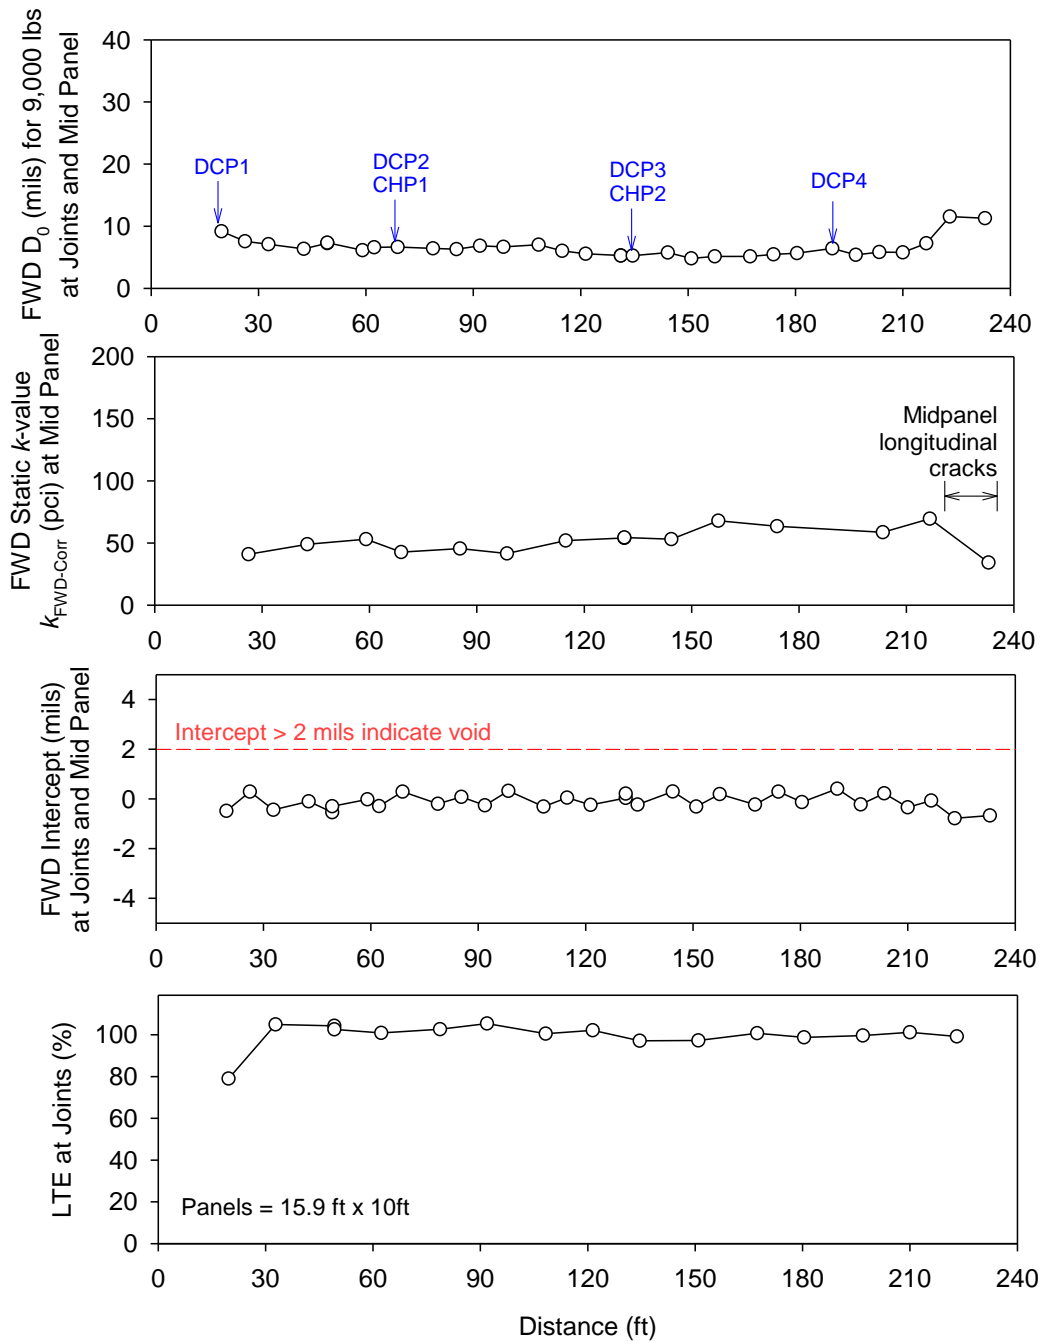 FWD D0 (mils) for 9,000 lbs
at Joints and Mid Panel
40
30
20
10
0
DCP1
DCP2
CHP1
DCP3
CHP2
DCP4
0 30 60 90 120 150 180 210 240
FWD Static k-value
kFWD-Corr (pci) at Mid Panel
200
150
100
50
0
Midpanel
longitudinal
cracks
0 30 60 90 120 150 180 210 240
FWD Intercept (mils)
at Joints and Mid Panel
4
2
0
-2
-4
Intercept > 2 mils indicate void
0 30 60 90 120 150 180 210 240
LTE at Joints (%)
100
80
60
40
20
0
Panels = 15.9 ft x 10ft
0 30 60 90 120 150 180 210 240
Distance (ft)